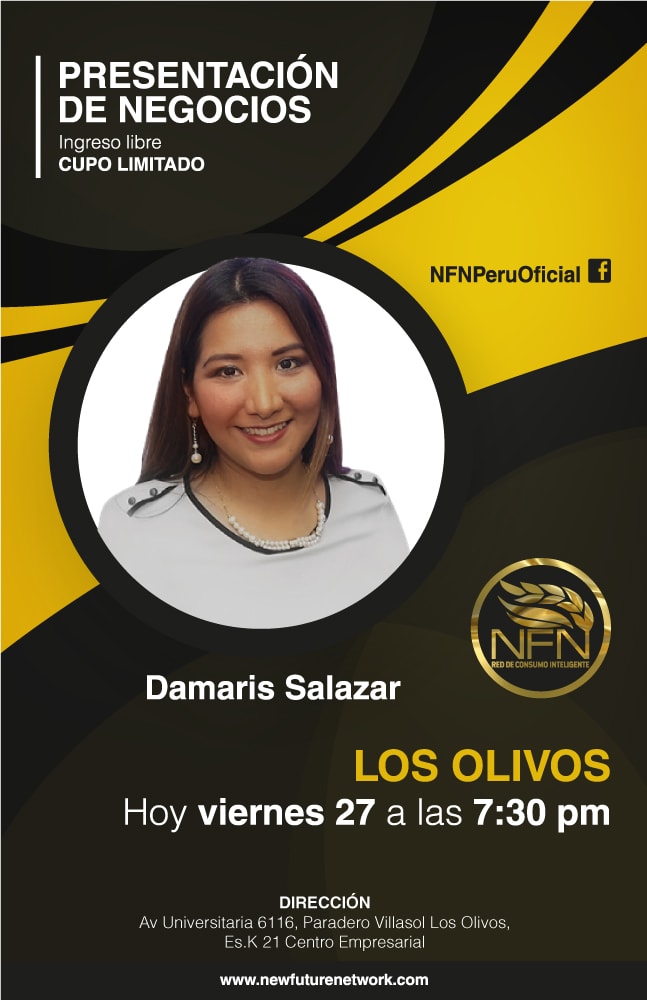 PRESENTACIÓN
DE NEGOCIOS
Ingreso libre
CUPO LIMITADO
NFNPeruOficial f
NFN
RED DE CONSUMO INTELIGENTE
Damaris Salazar
LOS OLIVOS
Hoy viernes 27 a las 7:30 pm
DIRECCIÓN
Av Universitaria 6116, Paradero Villasol Los Olivos,
Es.K 21 Centro Empresarial
www.newfuturenetwork.com